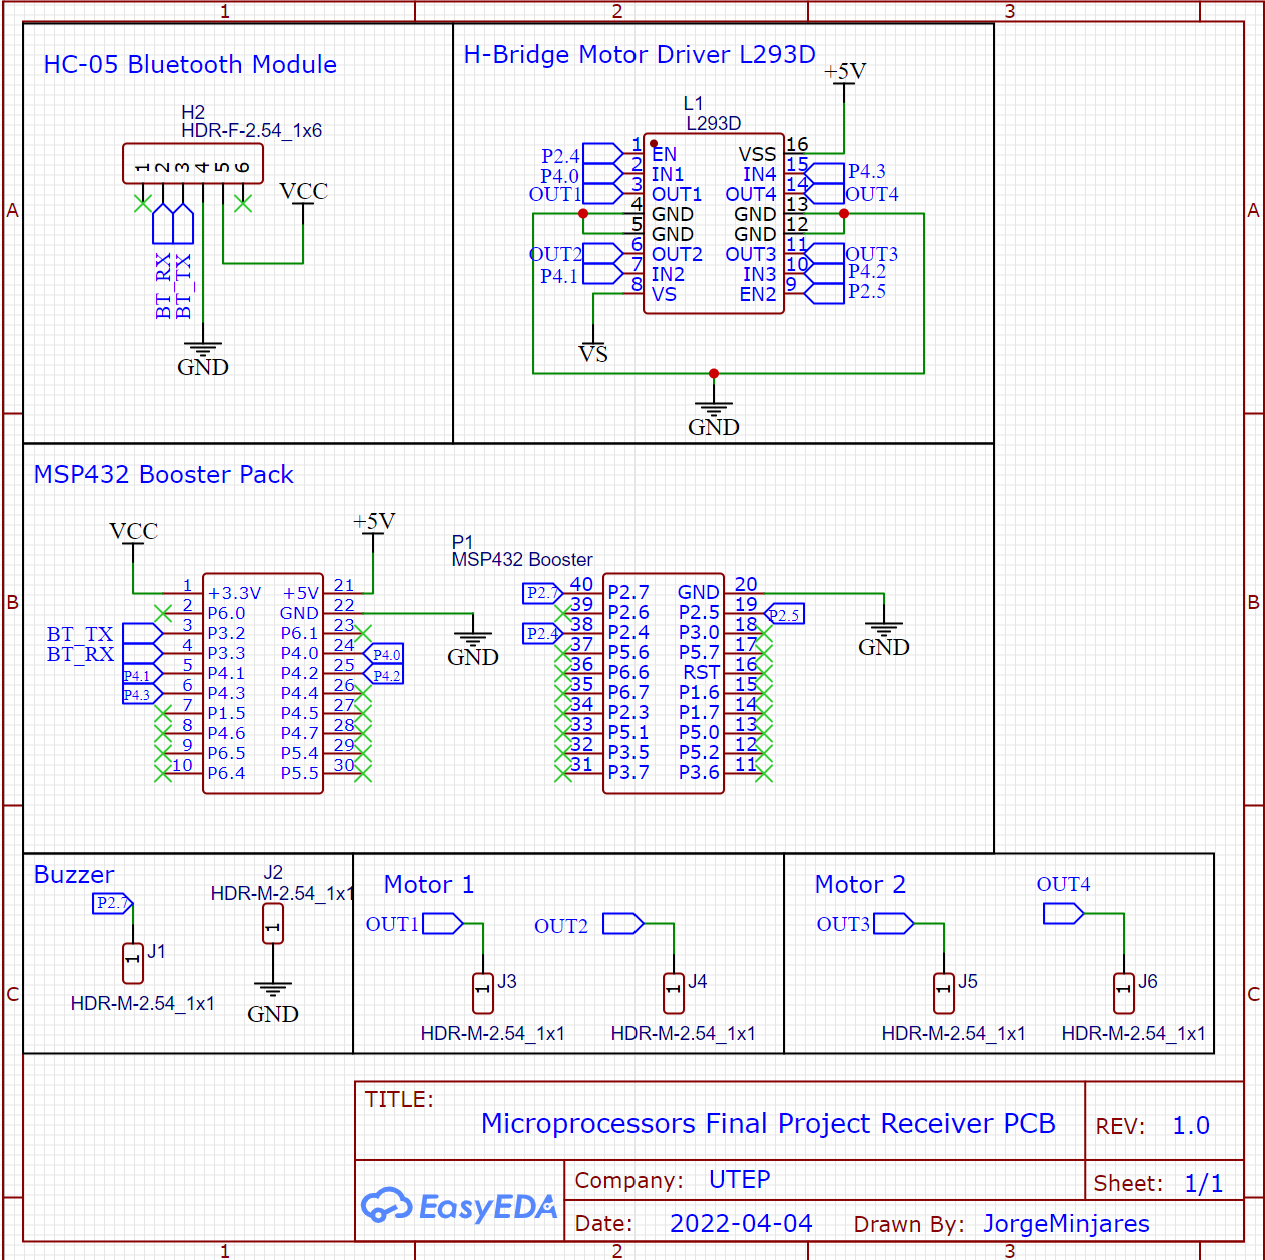 1 2 3
HC-05 Bluetooth Module
H2
HDR-F-2.54_1x6
1 2 3 4 5 6
VCC
BT_RX
BT_TX
GND
H-Bridge Motor Driver L293D
+5V
L1
L293D
P2.4 1 EN VSS 16
P4.0 2 IN1 IN4 15 P4.3
OUT1 3 OUT1 OUT4 14 OUT4
4 GND GND 13
5 GND GND 12
OUT2 6 OUT2 OUT3 11 OUT3
P4.1 7 IN2 IN3 10 P4.2
8 VS EN2 9 P2.5
VS
GND
A A
MSP432 Booster Pack
VCC
+5V
1 +3.3V +5V 21
2 P6.0 GND 22
BT_TX 3 P3.2 P6.1 23
BT_RX 4 P3.3 P4.0 24 P4.0
P4.1 5 P4.1 P4.2 25 P4.2
P4.3 6 P4.3 P4.4 26
7 P1.5 P4.5 27
8 P4.6 P4.7 28
9 P6.5 P5.4 29
10 P6.4 P5.5 30
GND
P1
MSP432 Booster
P2.7 40 P2.7 GND 20
39 P2.6 P2.5 19 P2.5
P2.4 38 P2.4 P3.0 18
37 P5.6 P5.7 17
36 P6.6 RST 16
35 P6.7 P1.6 15
34 P2.3 P1.7 14
33 P5.1 P5.0 13
32 P3.5 P5.2 12
31 P3.7 P3.6 11
GND
B B
Buzzer
P2.7
1 J1
HDR-M-2.54_1x1
J2
HDR-M-2.54_1x1
1
GND
Motor 1
OUT1
1 J3
HDR-M-2.54_1x1
OUT2
1 J4
HDR-M-2.54_1x1
Motor 2
OUT3
1 J5
HDR-M-2.54_1x1
OUT4
1 J6
HDR-M-2.54_1x1
C C
TITLE:
Microprocessors Final Project Receiver PCB
REV: 1.0
EasyEDA
Company: UTEP
Sheet: 1/1
Date: 2022-04-04
Drawn By: JorgeMinjares
1 2 3